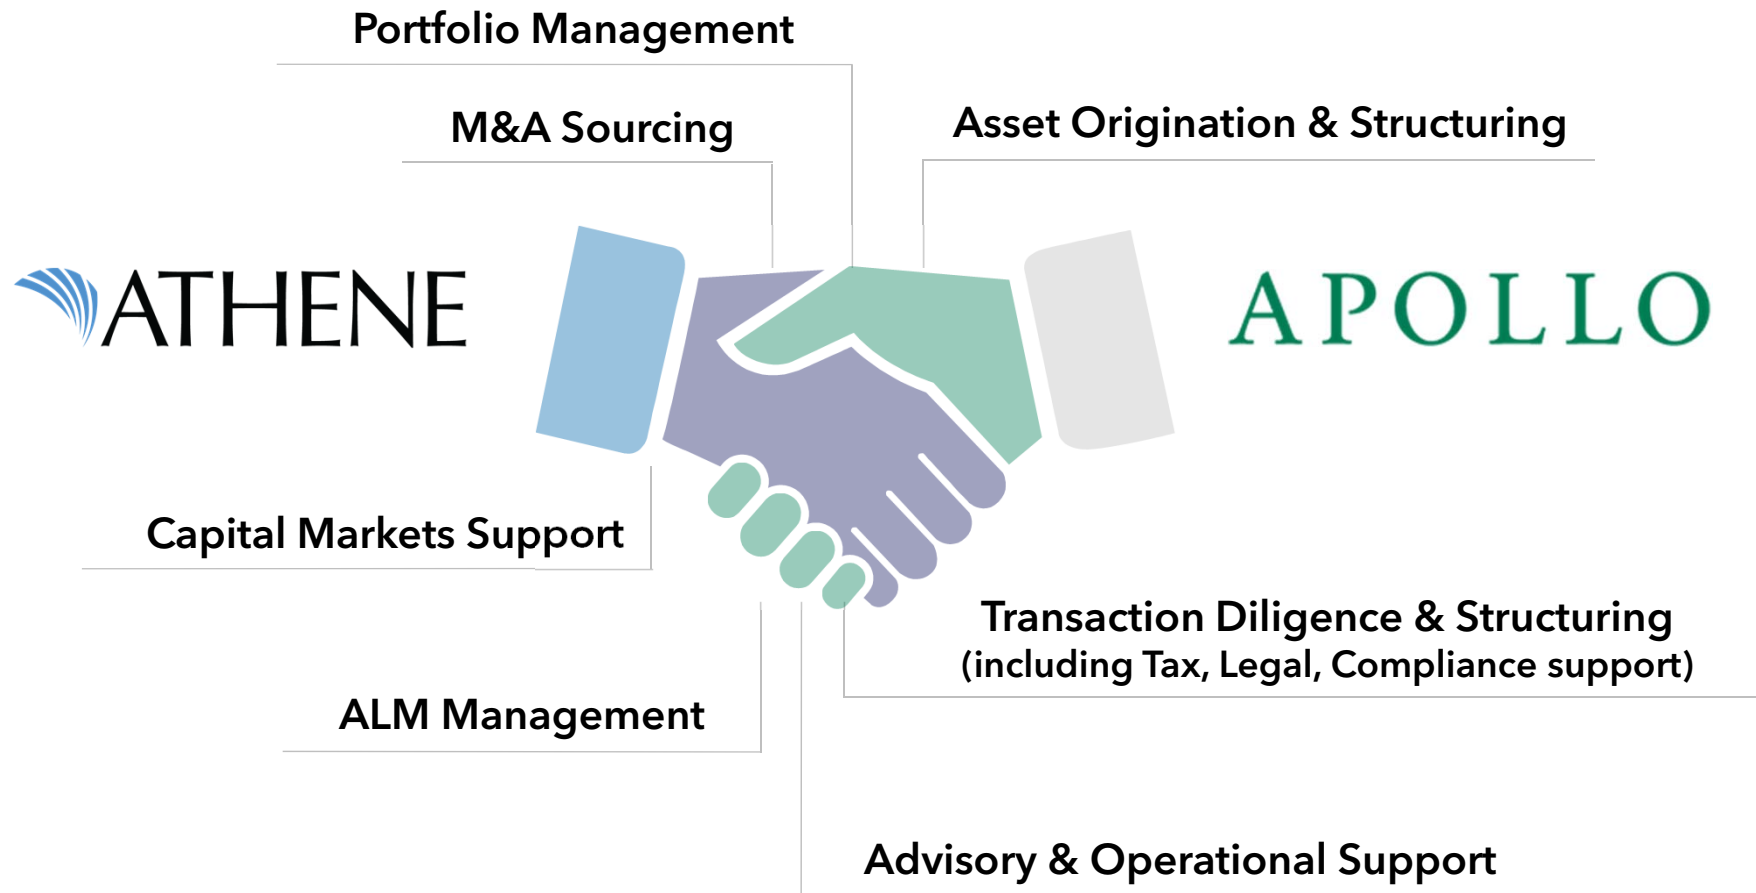 Portfolio Management
M&A Sourcing
Asset Origination & Structuring
ATHENE
APOLLO
Capital Markets Support
Transaction Diligence & Structuring
(including Tax, Legal, Compliance support)
ALM Management
Advisory & Operational Support